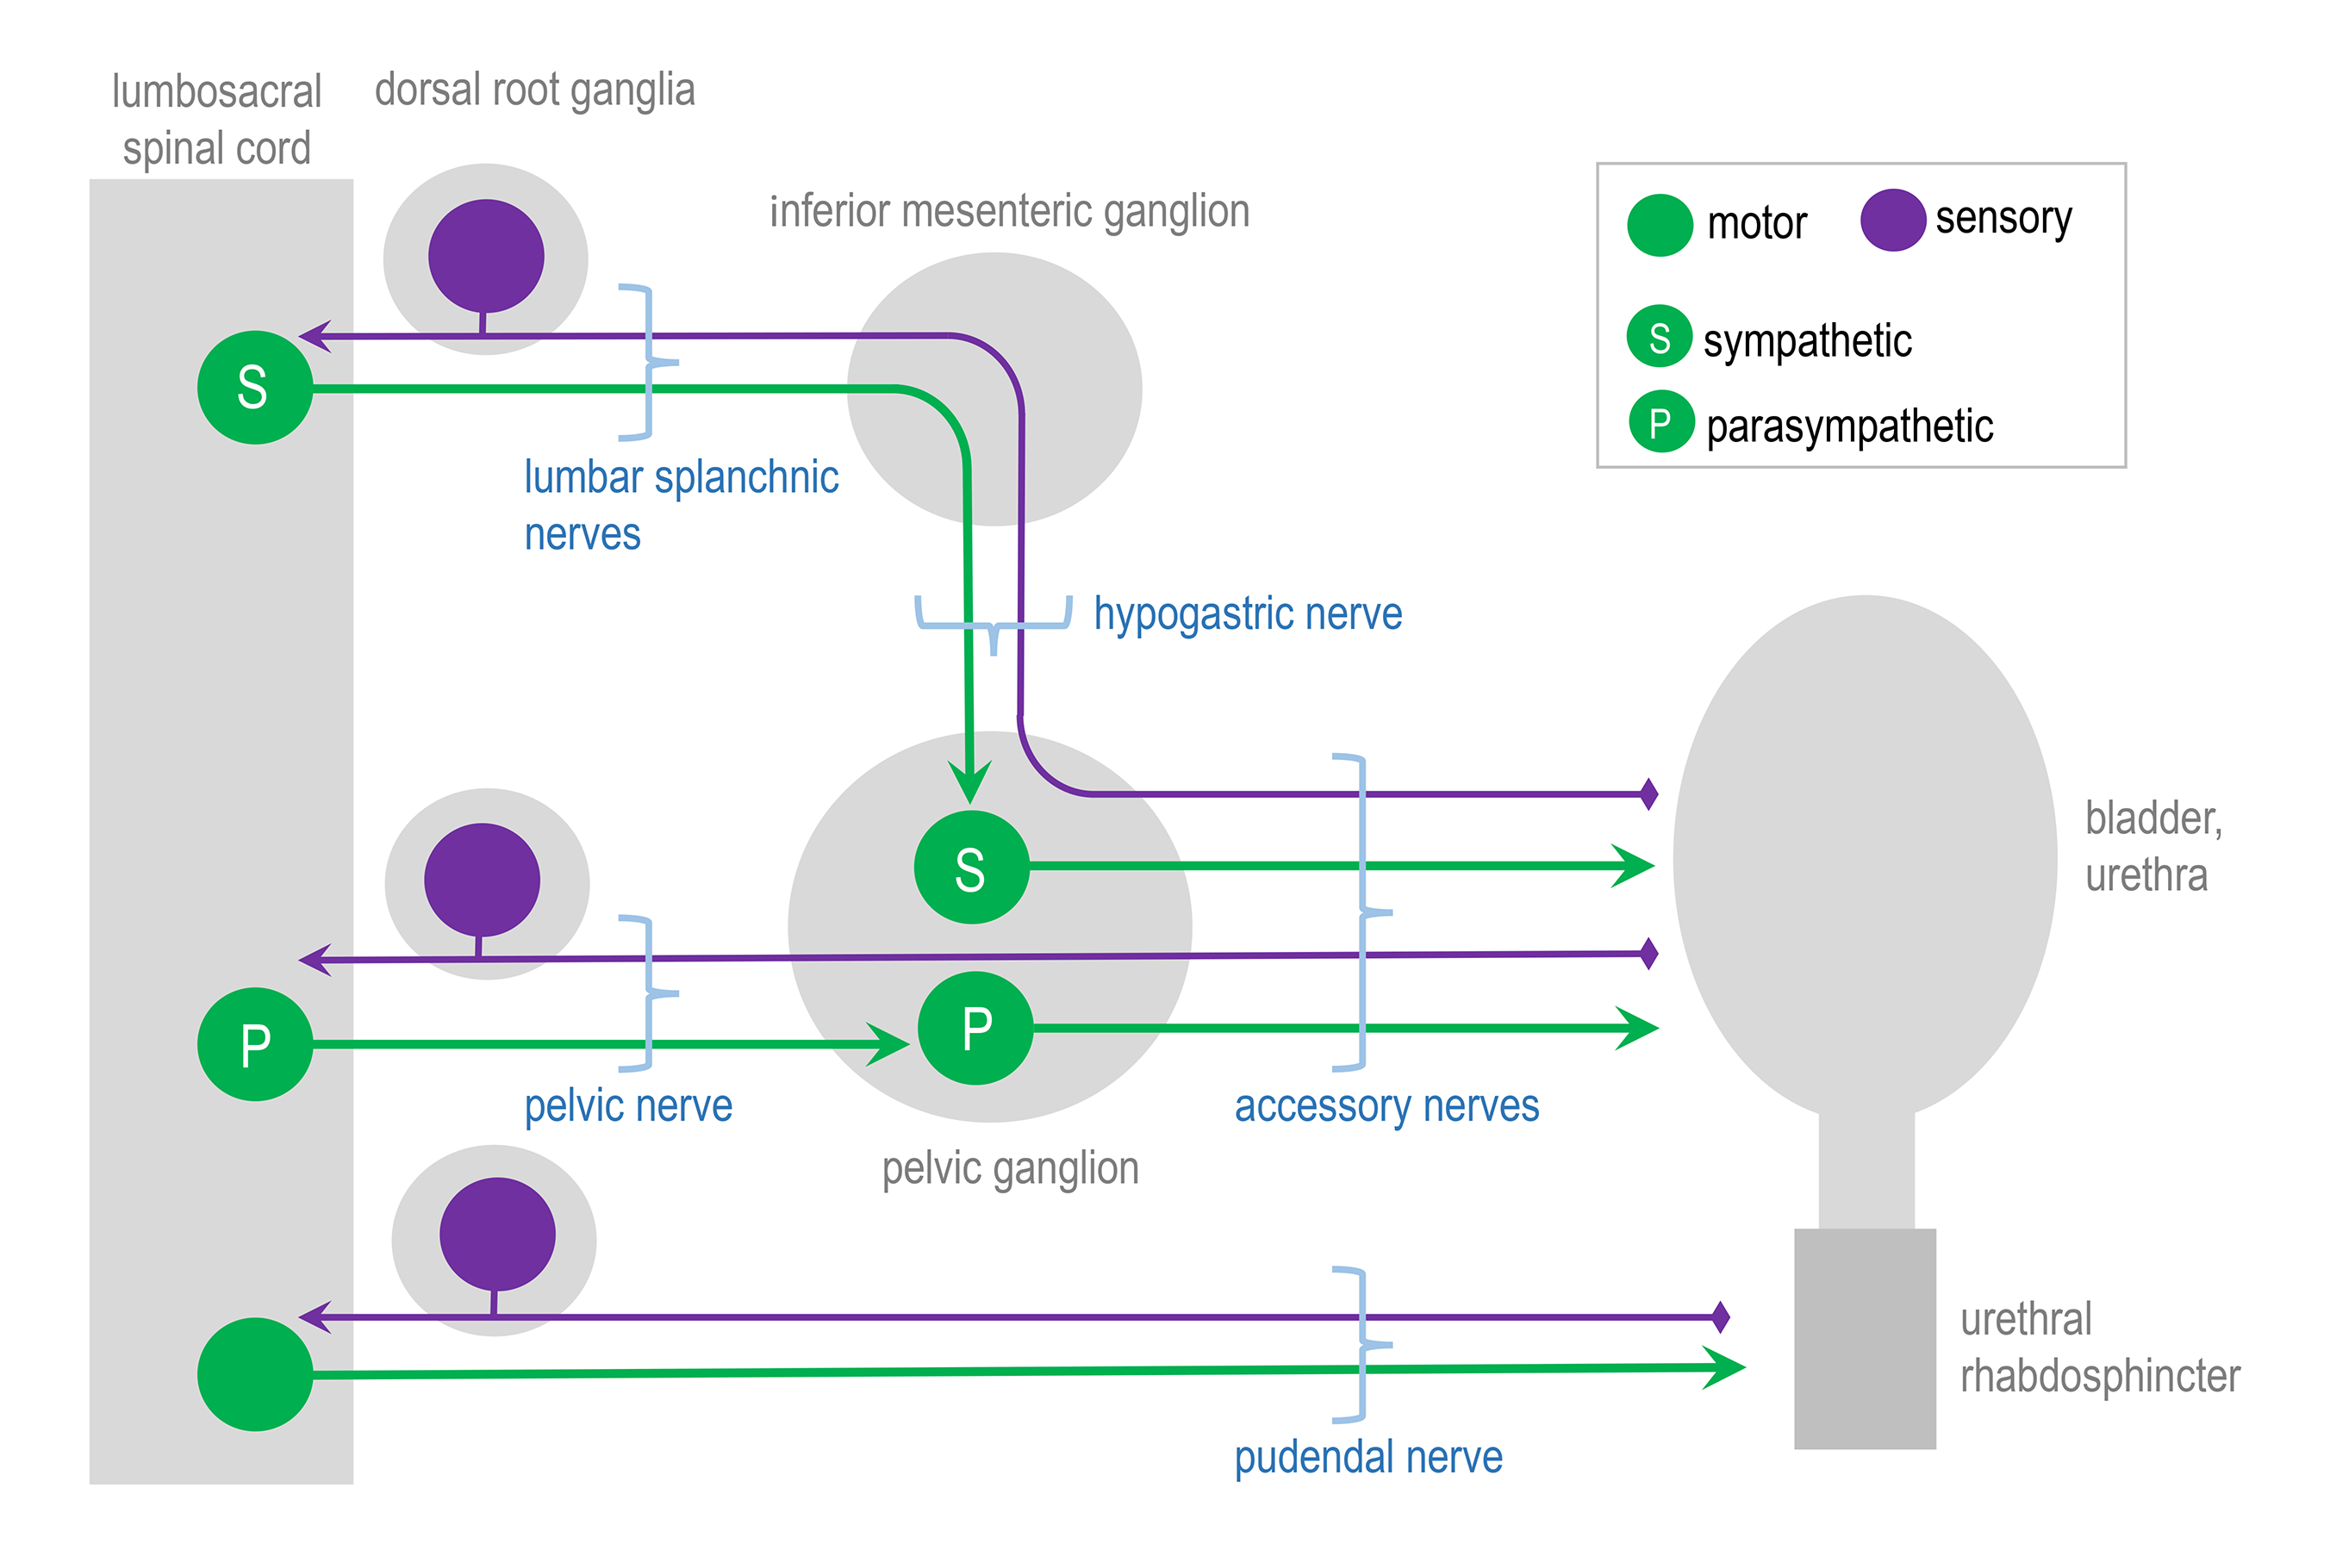 lumbosacral
spinal cord
dorsal root ganglia
inferior mesenteric ganglion
motor
sensory
S
sympathetic
P
parasympathetic
S
lumbar splanchnic
nerves
hypogastric nerve
bladder,
urethra
S
P
P
pelvic nerve
accessory nerves
pelvic ganglion
urethral
rhabdosphincter
pudendal nerve